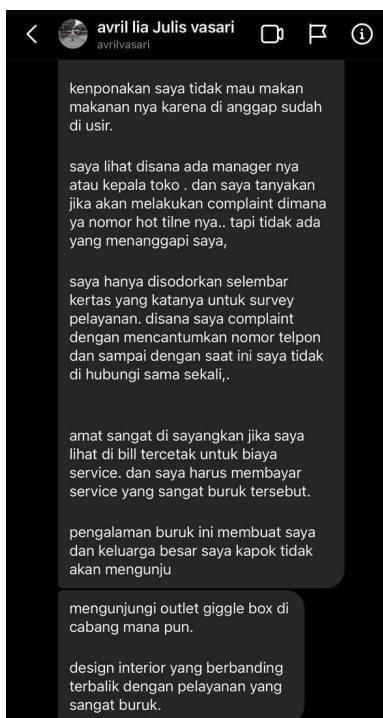 avril lia Julis vasari
avrilvasari
kenponakan saya tidak mau makan
makanan nya karena di anggap sudah
di usir.
saya lihat disana ada manager nya
atau kepala toko . dan saya tanyakan
jika akan melakukan complaint dimana
ya nomor hot tilne nya.. tapi tidak ada
yang menanggapi saya,
saya hanya disodorkan selembar
kertas yang katanya untuk survey
pelayanan. disana saya complaint
dengan mencantumkan nomor telpon
dan sampai dengan saat ini saya tidak
di hubungi sama sekali,.
amat sangat di sayangkan jika saya
lihat di bill tercetak untuk biaya
service. dan saya harus membayar
service yang sangat buruk tersebut.
pengalaman buruk ini membuat saya
dan keluarga besar saya kapok tidak
akan mengunju
mengunjungi outlet giggle box di
cabang mana pun.
design interior yang berbanding
terbalik dengan pelayanan yang
sangat buruk.